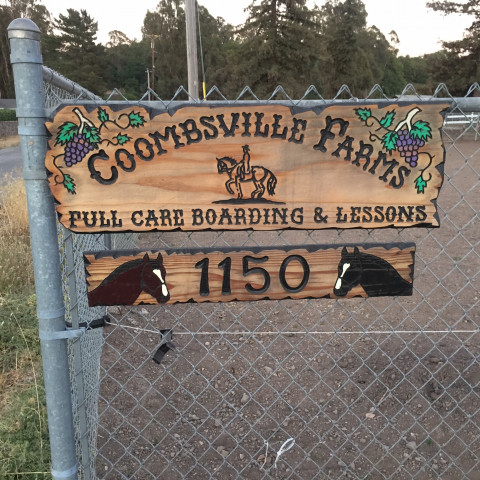 Coombsville Farms
Full Care Boarding & Lessons
1150